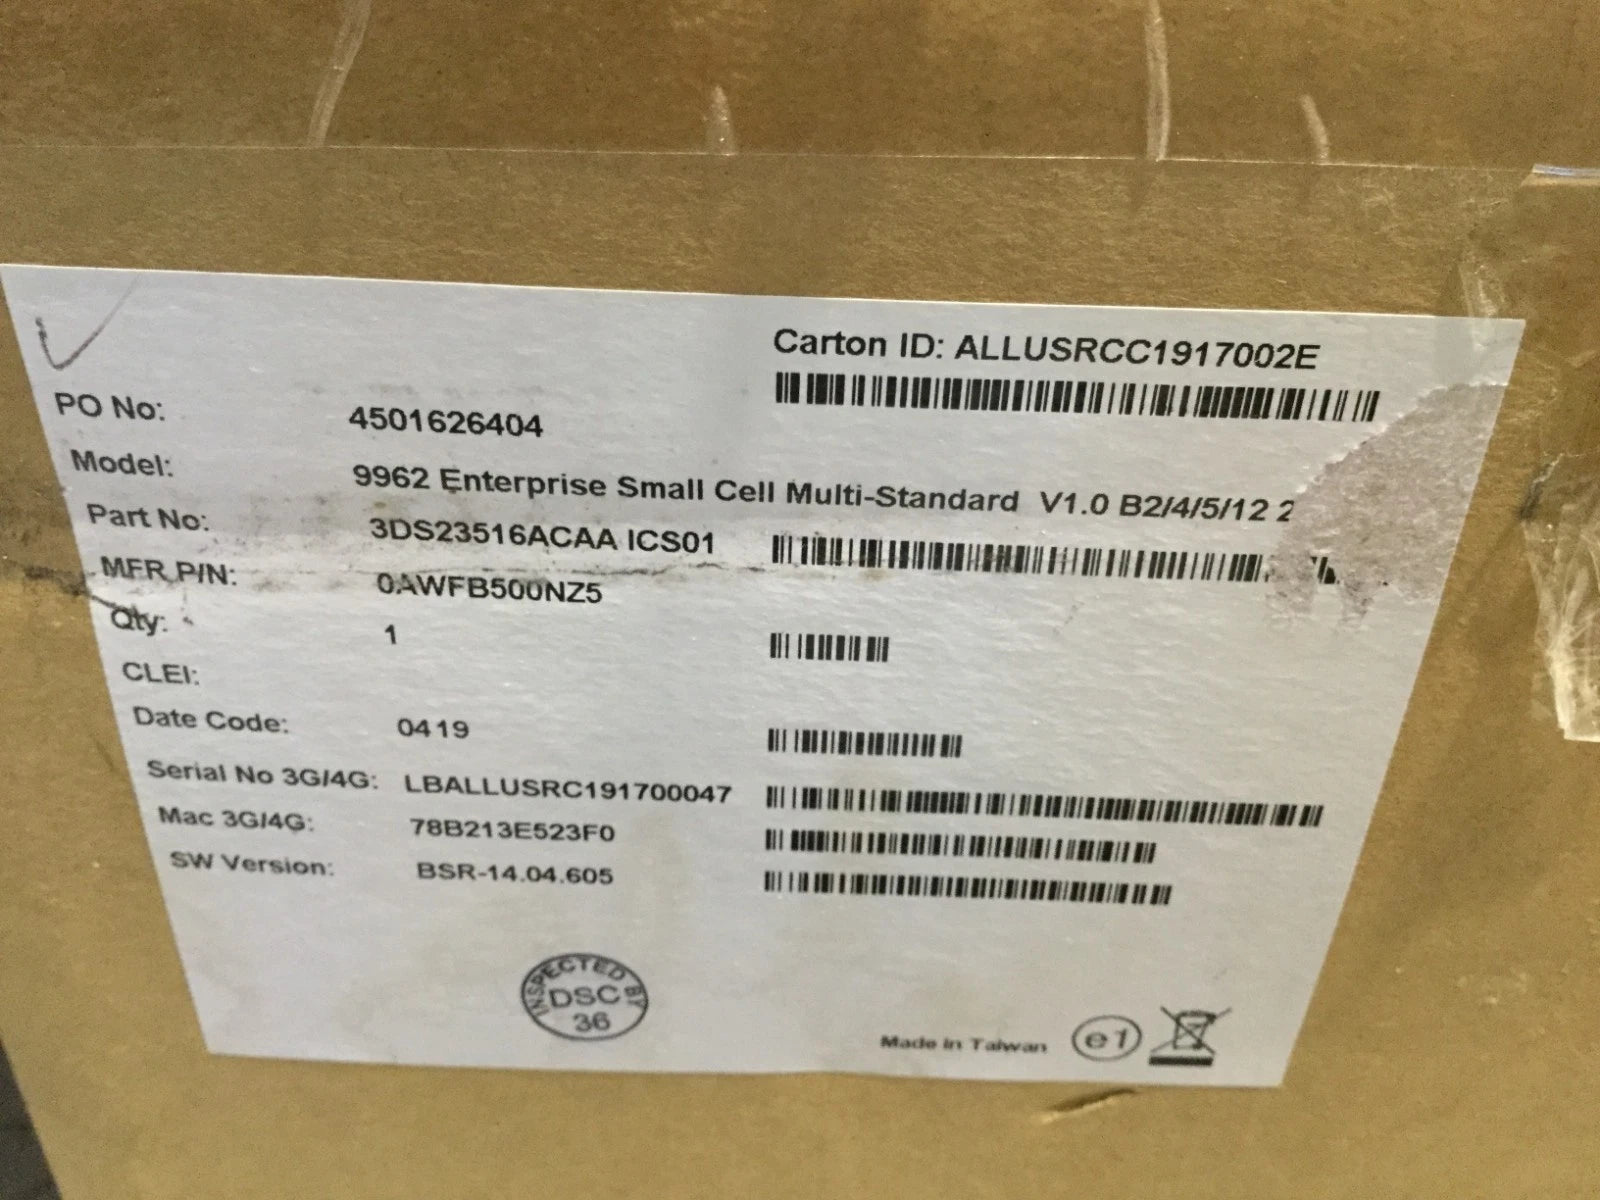 Carton ID: ALLUSRCC1917002E
PO No: 4501626404
Model: 9962 Enterprise Small Cell Multi-Standard V1.0 B2/4/5/12 2
Part No: 3DS23516ACAA ICS01
MFR P/N: 0AWFB500NZ5
Qty: 1
CLEI:
Date Code: 0419
Serial No 3G/4G: LBALLUSRC191700047
Mac 3G/4G: 78B213E523F0
SW Version: BSR-14.04.605
INSPECTED BY
DSC
36
Made in Taiwan e1